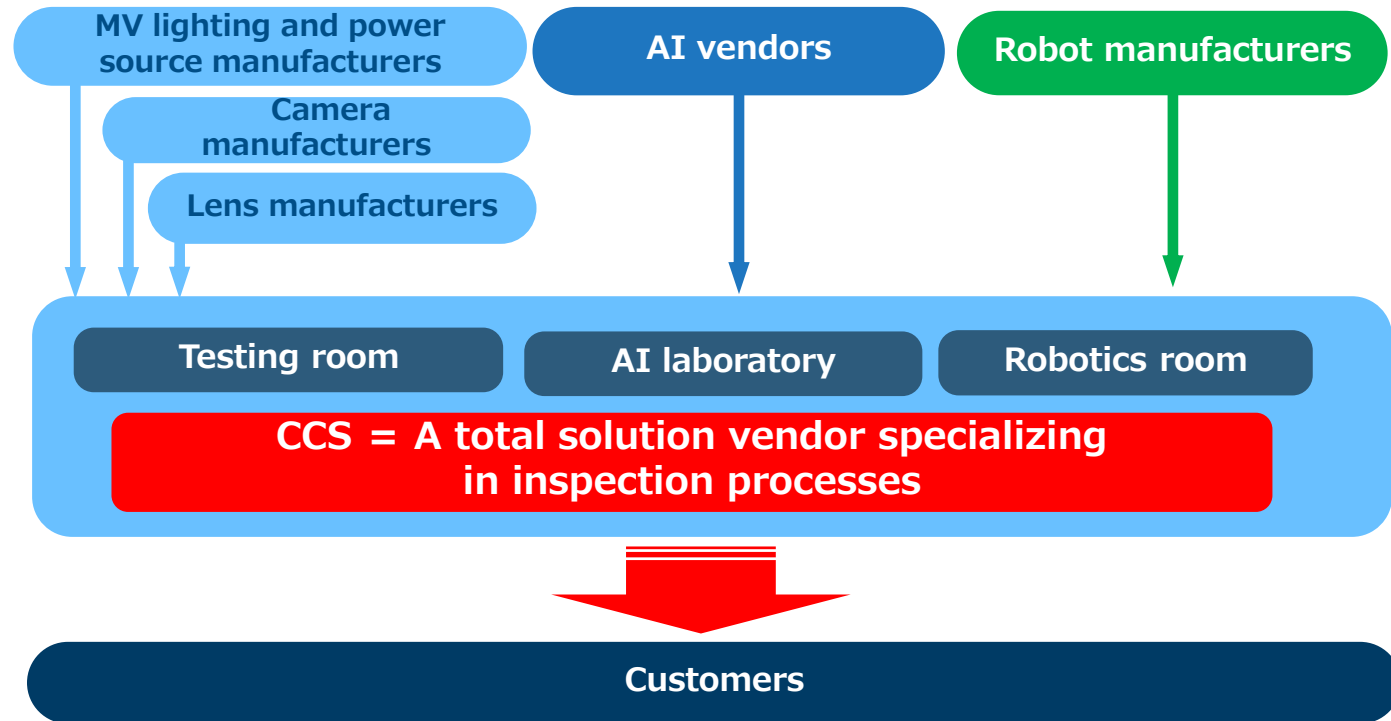 MV lighting and power
source manufacturers
AI vendors
Robot manufacturers
Camera
manufacturers
Lens manufacturers
Testing room
AI laboratory
Robotics room
CCS = A total solution vendor specializing
in inspection processes
Customers